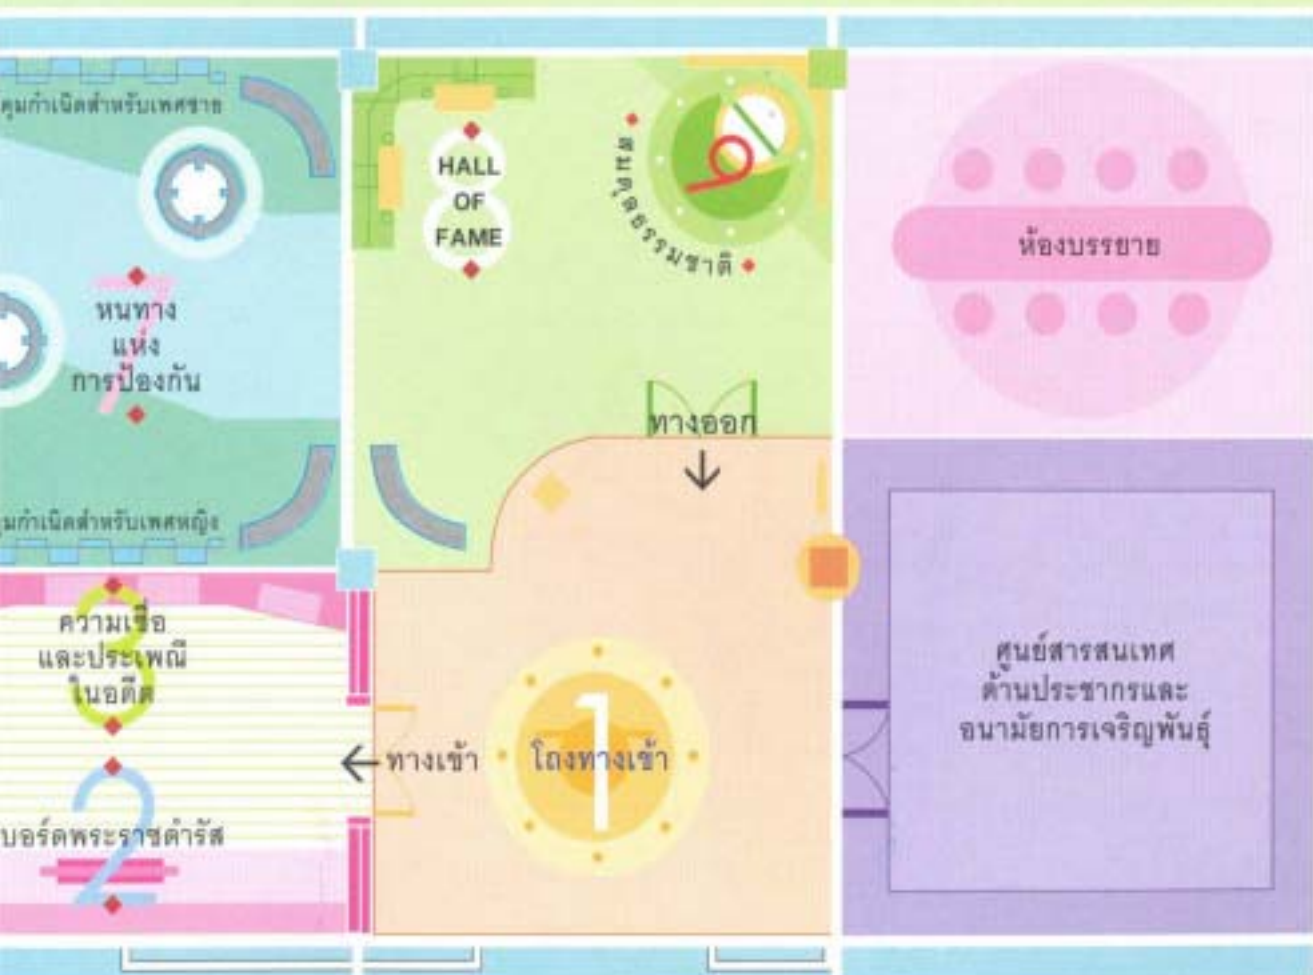 คุมกำเนิดสำหรับเพศชาย
HALL
OF
FAME
ธรรมชาติ
ห้องบรรยาย
7
หนทาง
แห่ง
การป้องกัน
ทางออก
มกำเนิดสำหรับเพศหญิง
3
ความเชื่อ
และประเพณี
ในอดีต
2
บอร์ดพระราชดำรัส
ทางเข้า
1
โถงทางเข้า
ศูนย์สารสนเทศ
ด้านประชากรและ
อนามัยการเจริญพันธุ์